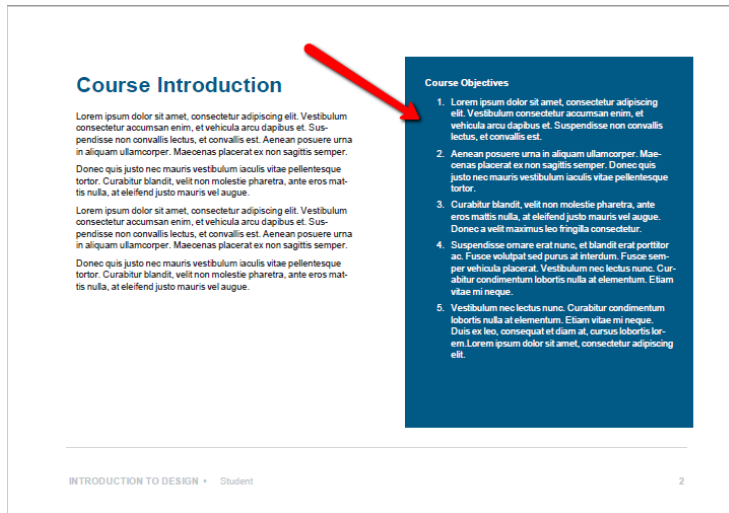 Course Introduction
Lorem ipsum dolor sit amet, consectetur adipiscing elit. Vestibulum
consectetur accumsan enim, et vehicula arcu dapibus et. Sus-
pendisse non convallis lectus, et convallis est. Aenean posuere urna
in aliquam ullamcorper. Maecenas placerat ex non sagittis semper.
Donec quis justo nec mauris vestibulum iaculis vitae pellentesque
tortor. Curabitur blandit, velit non molestie pharetra, ante eros mat-
tis nulla, at eleifend justo mauris vel augue.
Lorem ipsum dolor sit amet, consectetur adipiscing elit. Vestibulum
consectetur accumsan enim, et vehicula arcu dapibus et. Sus-
pendisse non convallis lectus, et convallis est. Aenean posuere urna
in aliquam ullamcorper. Maecenas placerat ex non sagittis semper.
Donec quis justo nec mauris vestibulum iaculis vitae pellentesque
tortor. Curabitur blandit, velit non molestie pharetra, ante eros mat-
tis nulla, at eleifend justo mauris vel augue.
Course Objectives
1. Lorem ipsum dolor sit amet, consectetur adipiscing
elit. Vestibulum consectetur accumsan enim, et
vehicula arcu dapibus et. Suspendisse non convallis
lectus, et convallis est.
2. Aenean posuere urna in aliquam ullamcorper. Mae-
cenas placerat ex non sagittis semper. Donec quis
justo nec mauris vestibulum iaculis vitae pellentesque
tortor.
3. Curabitur blandit, velit non molestie pharetra, ante
eros mattis nulla, at eleifend justo mauris vel augue.
Donec a velit maximus leo fringilla consectetur.
4. Suspendisse ornare erat nunc, et blandit erat porttitor
ac. Fusce volutpat sed purus at interdum. Fusce sem-
per vehicula placerat. Vestibulum nec lectus nunc. Cur-
abitur condimentum lobortis nulla at elementum. Etiam
vitae mi neque.
5. Vestibulum nec lectus nunc. Curabitur condimentum
lobortis nulla at elementum. Etiam vitae mi neque.
Duis ex leo, consequat et diam at, cursus lobortis lor-
em.Lorem ipsum dolor sit amet, consectetur adipiscing
elit.
INTRODUCTION TO DESIGN • Student 2